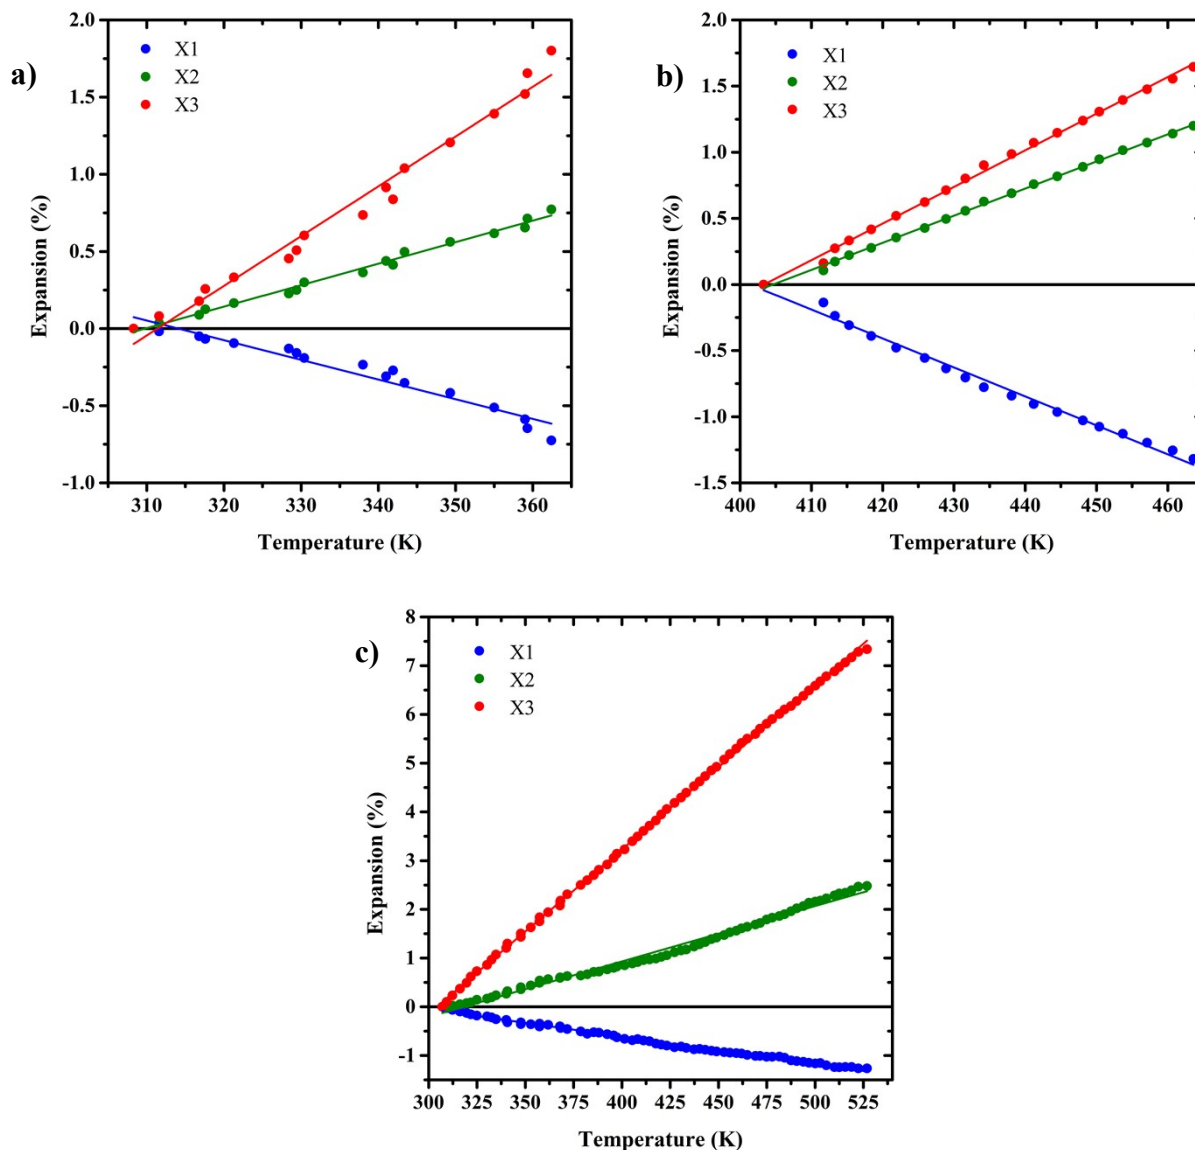 a)
X1
X2
X3
2.0
1.5
1.0
0.5
0.0
-0.5
-1.0
Expansion (%)
310 320 330 340 350 360
Temperature (K)
b)
X1
X2
X3
2.0
1.5
1.0
0.5
0.0
-0.5
-1.0
-1.5
Expansion (%)
400 410 420 430 440 450 460
Temperature (K)
c)
X1
X2
X3
8
7
6
5
4
3
2
1
0
-1
Expansion (%)
300 325 350 375 400 425 450 475 500 525
Temperature (K)